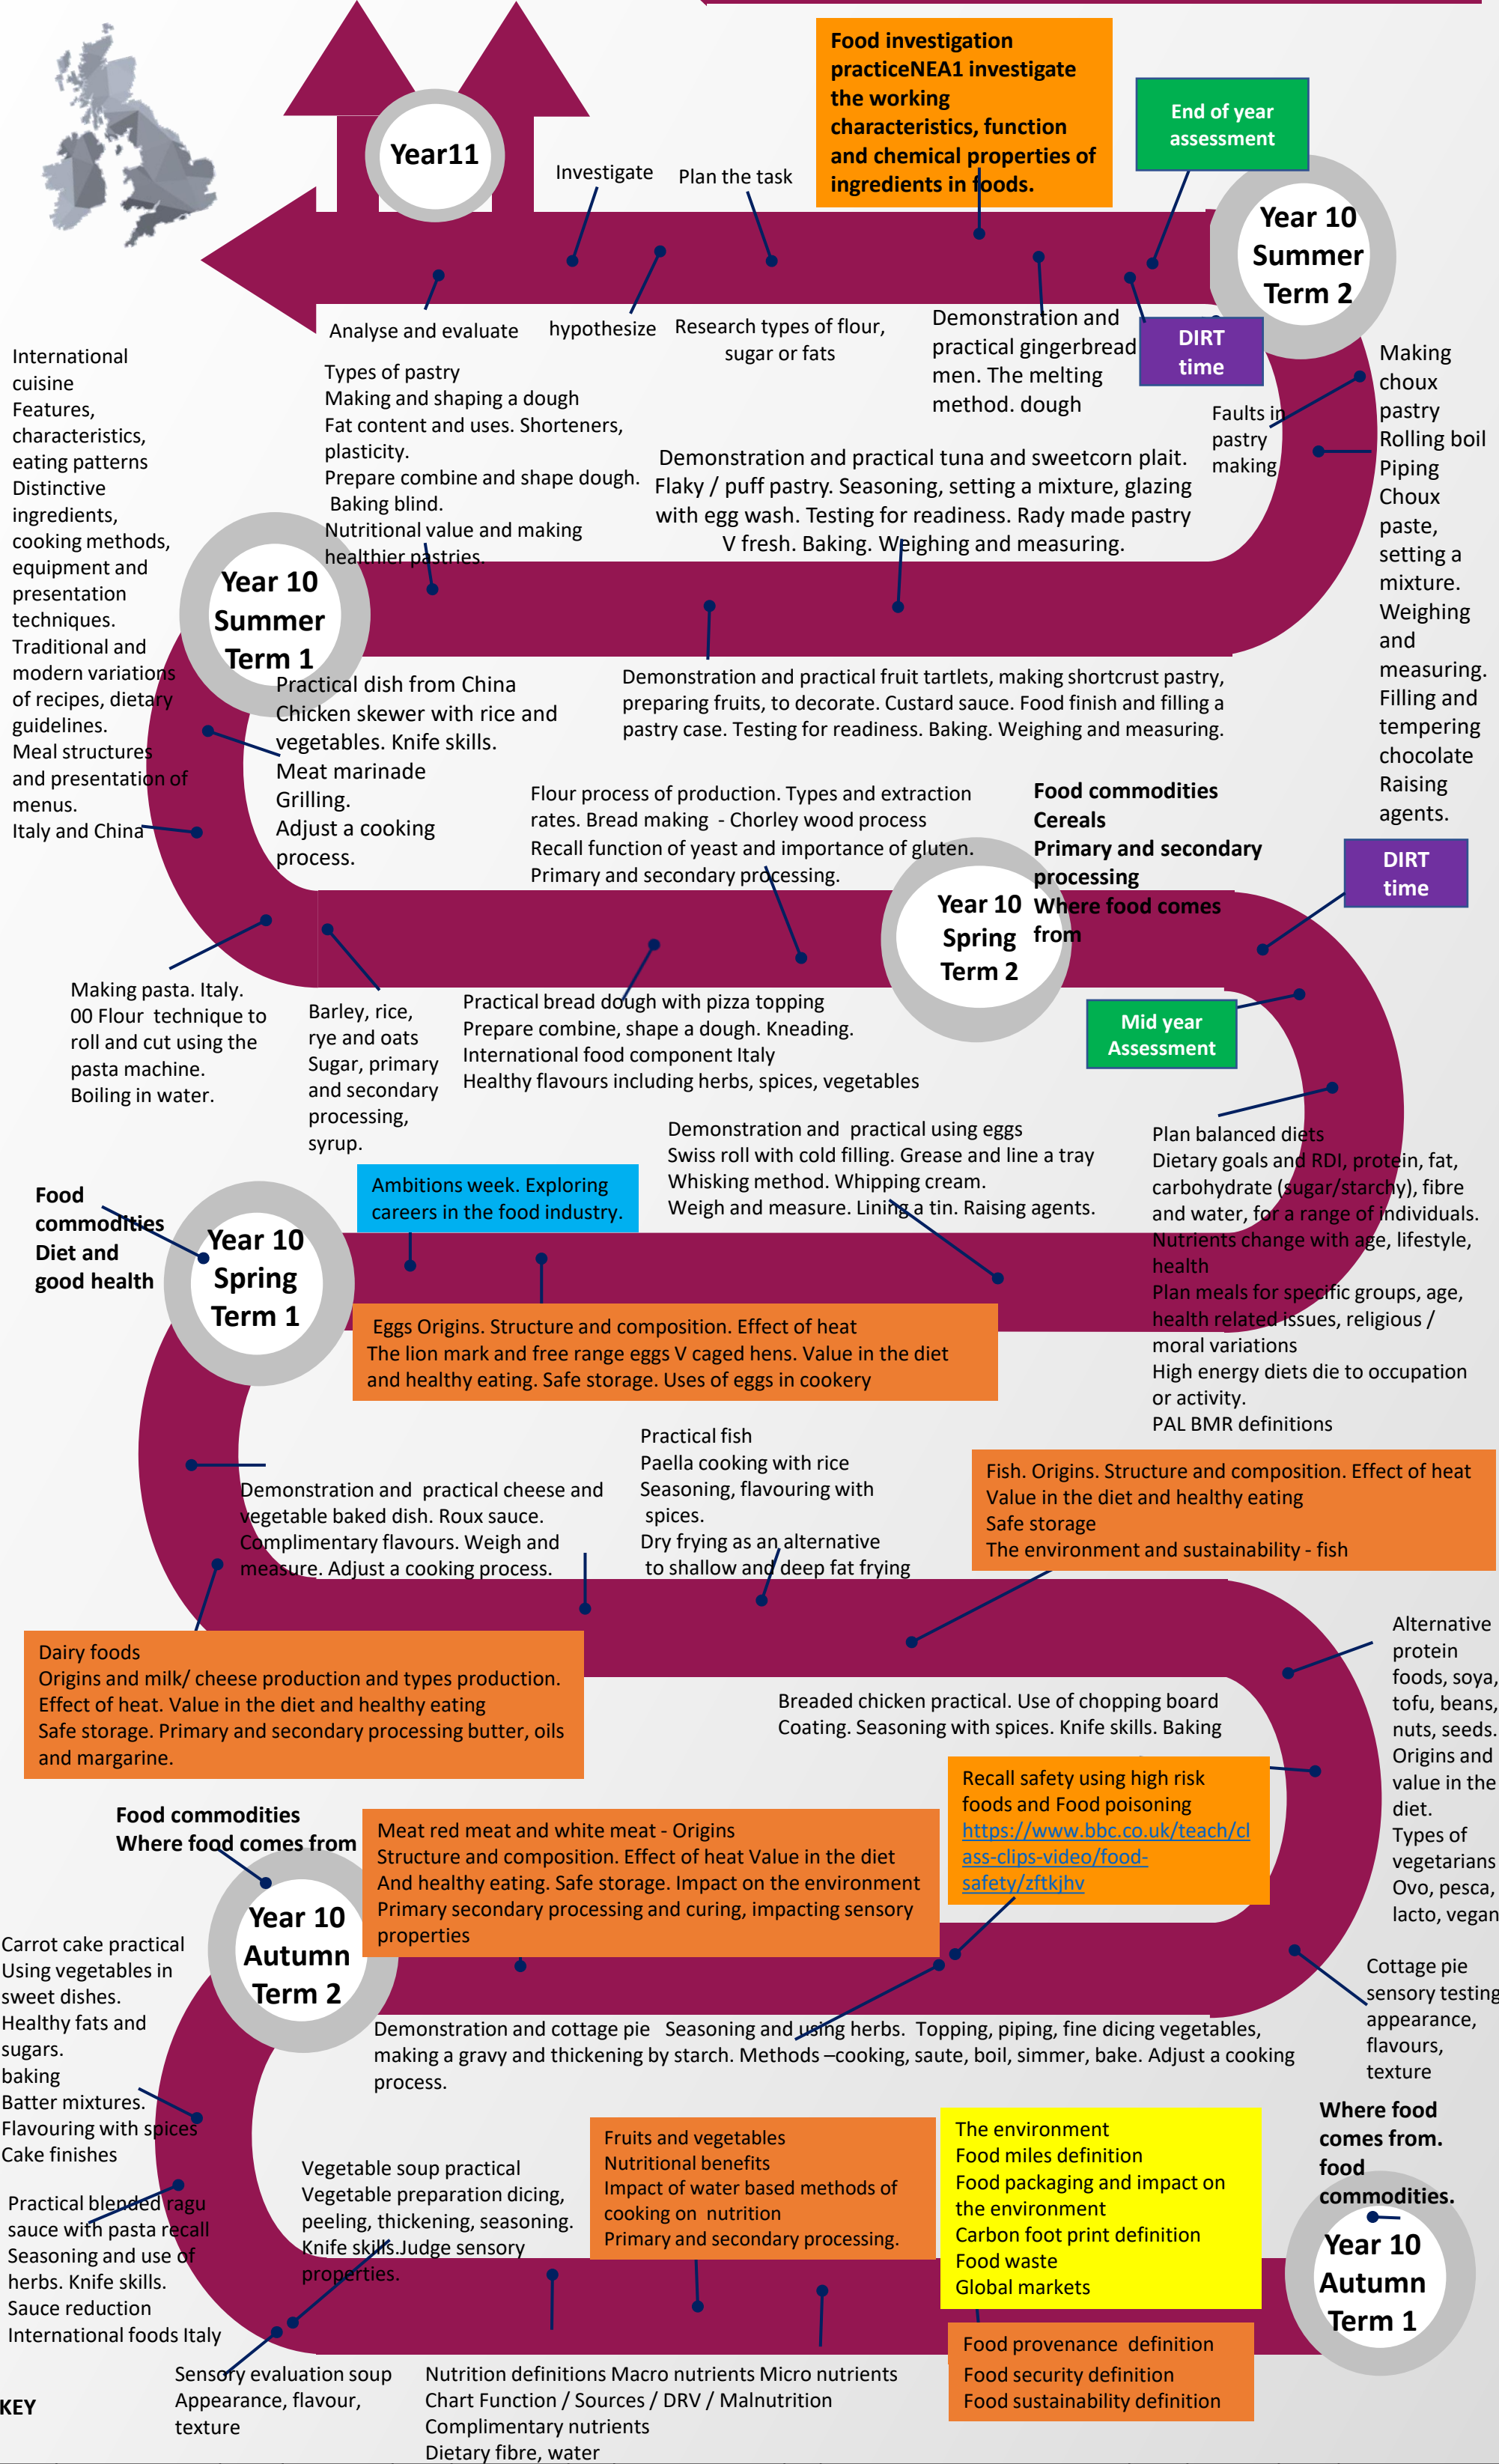 Food investigation
practiceNEA1 investigate
the working
characteristics, function
and chemical properties of
ingredients in foods.
End of year
assessment
Year11
Investigate
Plan the task
Year 10
Summer
Term 2
Analyse and evaluate
hypothesize
Research types of flour,
sugar or fats
Demonstration and
practical gingerbread
men. The melting
method. dough
DIRT
time
Making
choux
pastry
Rolling boil
Piping
Choux
paste,
setting a
mixture.
Weighing
and
measuring.
Filling and
tempering
chocolate
Raising
agents.
Faults in
pastry
making
International
cuisine
Features,
characteristics,
eating patterns
Distinctive
ingredients,
cooking methods,
equipment and
presentation
techniques.
Traditional and
modern variations
of recipes, dietary
guidelines.
Meal structures
and presentation of
menus.
Italy and China
Types of pastry
Making and shaping a dough
Fat content and uses. Shorteners,
plasticity.
Prepare combine and shape dough.
Baking blind.
Nutritional value and making
healthier pastries.
Demonstration and practical tuna and sweetcorn plait.
Flaky / puff pastry. Seasoning, setting a mixture, glazing
with egg wash. Testing for readiness. Rady made pastry
V fresh. Baking. Weighing and measuring.
Year 10
Summer
Term 1
Practical dish from China
Chicken skewer with rice and
vegetables. Knife skills.
Meat marinade
Grilling.
Adjust a cooking
process.
Demonstration and practical fruit tartlets, making shortcrust pastry,
preparing fruits, to decorate. Custard sauce. Food finish and filling a
pastry case. Testing for readiness. Baking. Weighing and measuring.
Flour process of production. Types and extraction
rates. Bread making  - Chorley wood process
Recall function of yeast and importance of gluten.
Primary and secondary processing.
Food commodities
Cereals
Primary and secondary
processing
Where food comes
from
Year 10
Spring
Term 2
DIRT
time
Making pasta. Italy.
00 Flour  technique to
roll and cut using the
pasta machine.
Boiling in water.
Barley, rice,
rye and oats
Sugar, primary
and secondary
processing,
syrup.
Practical bread dough with pizza topping
Prepare combine, shape a dough. Kneading.
International food component Italy
Healthy flavours including herbs, spices, vegetables
Mid year
Assessment
Demonstration and  practical using eggs
Swiss roll with cold filling. Grease and line a tray
Whisking method. Whipping cream.
Weigh and measure. Lining a tin. Raising agents.
Plan balanced diets
Dietary goals and RDI, protein, fat,
carbohydrate (sugar/starchy), fibre
and water, for a range of individuals.
Nutrients change with age, lifestyle,
health
Plan meals for specific groups, age,
health related issues, religious /
moral variations
High energy diets die to occupation
or activity.
PAL BMR definitions
Food
commodities
Diet and
good health
Year 10
Spring
Term 1
Ambitions week. Exploring
careers in the food industry.
Eggs Origins. Structure and composition. Effect of heat
The lion mark and free range eggs V caged hens. Value in the diet
and healthy eating. Safe storage. Uses of eggs in cookery
Demonstration and  practical cheese and
vegetable baked dish. Roux sauce.
Complimentary flavours. Weigh and
measure. Adjust a cooking process.
Practical fish
Paella cooking with rice
Seasoning, flavouring with
spices.
Dry frying as an alternative
to shallow and deep fat frying
Fish. Origins. Structure and composition. Effect of heat
Value in the diet and healthy eating
Safe storage
The environment and sustainability - fish
Dairy foods
Origins and milk/ cheese production and types production.
Effect of heat. Value in the diet and healthy eating
Safe storage. Primary and secondary processing butter, oils
and margarine.
Alternative
protein
foods, soya,
tofu, beans,
nuts, seeds.
Origins and
value in the
diet.
Types of
vegetarians
Ovo, pesca,
lacto, vegan
Breaded chicken practical. Use of chopping board
Coating. Seasoning with spices. Knife skills. Baking
Recall safety using high risk
foods and Food poisoning
https://www.bbc.co.uk/teach/cl
ass-clips-video/food-
safety/zftkjhv
Food commodities
Where food comes from
Meat red meat and white meat - Origins
Structure and composition. Effect of heat Value in the diet
And healthy eating. Safe storage. Impact on the environment
Primary secondary processing and curing, impacting sensory
properties
Year 10
Autumn
Term 2
Carrot cake practical
Using vegetables in
sweet dishes.
Healthy fats and
sugars.
baking
Batter mixtures.
Flavouring with spices
Cake finishes
Cottage pie
sensory testing
appearance,
flavours,
texture
Demonstration and cottage pie   Seasoning and using herbs.  Topping, piping, fine dicing vegetables,
making a gravy and thickening by starch. Methods –cooking, saute, boil, simmer, bake. Adjust a cooking
process.
Where food
comes from.
food
commodities.
Year 10
Autumn
Term 1
The environment
Food miles definition
Food packaging and impact on
the environment
Carbon foot print definition
Food waste
Global markets
Fruits and vegetables
Nutritional benefits
Impact of water based methods of
cooking on  nutrition
Primary and secondary processing.
Vegetable soup practical
Vegetable preparation dicing,
peeling, thickening, seasoning.
Knife skills.Judge sensory
properties.
Practical blended ragu
sauce with pasta recall
Seasoning and use of
herbs. Knife skills.
Sauce reduction
International foods Italy
Food provenance  definition
Food security definition
Food sustainability definition
Sensory evaluation soup
Appearance, flavour,
texture
Nutrition definitions Macro nutrients Micro nutrients
Chart Function / Sources / DRV / Malnutrition
Complimentary nutrients
Dietary fibre, water
KEY